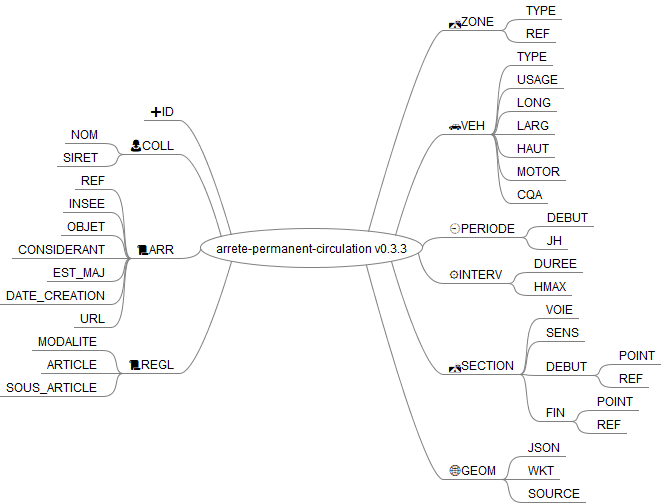 arrete-permanent-circulation v0.3.3
ID
COLL
NOM
SIRET
ARR
REF
INSEE
OBJET
CONSIDERANT
EST_MAJ
DATE_CREATION
URL
REGL
MODALITE
ARTICLE
SOUS_ARTICLE
ZONE
TYPE
REF
VEH
TYPE
USAGE
LONG
LARG
HAUT
MOTOR
CQA
PERIODE
DEBUT
JH
INTERV
DUREE
HMAX
SECTION
VOIE
SENS
DEBUT
POINT
REF
FIN
POINT
REF
GEOM
JSON
WKT
SOURCE